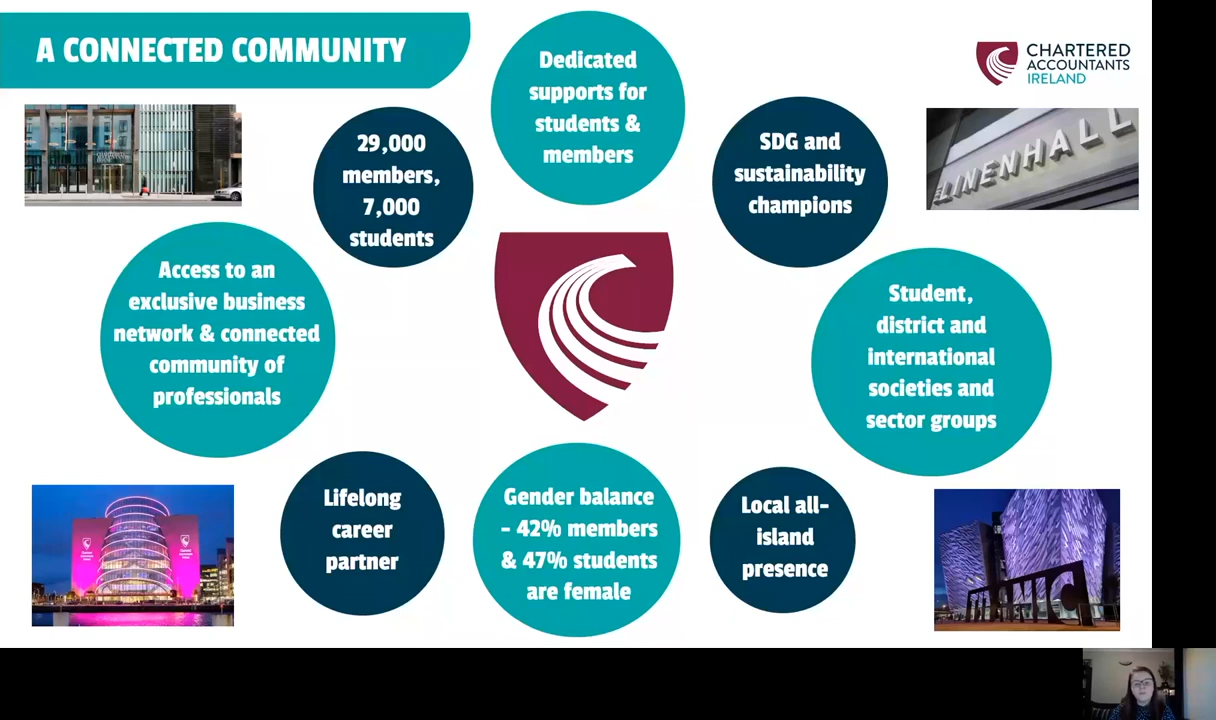 A CONNECTED COMMUNITY
CHARTERED
ACCOUNTANTS
IRELAND
Dedicated
supports for
students &
members
29,000
members,
7,000
students
SDG and
sustainability
champions
LINENHALL
Access to an
exclusive business
network & connected
community of
professionals
Student,
district and
international
societies and
sector groups
Lifelong
career
partner
Gender balance
- 42% members
& 47% students
are female
Local all-
island
presence
TITANIC